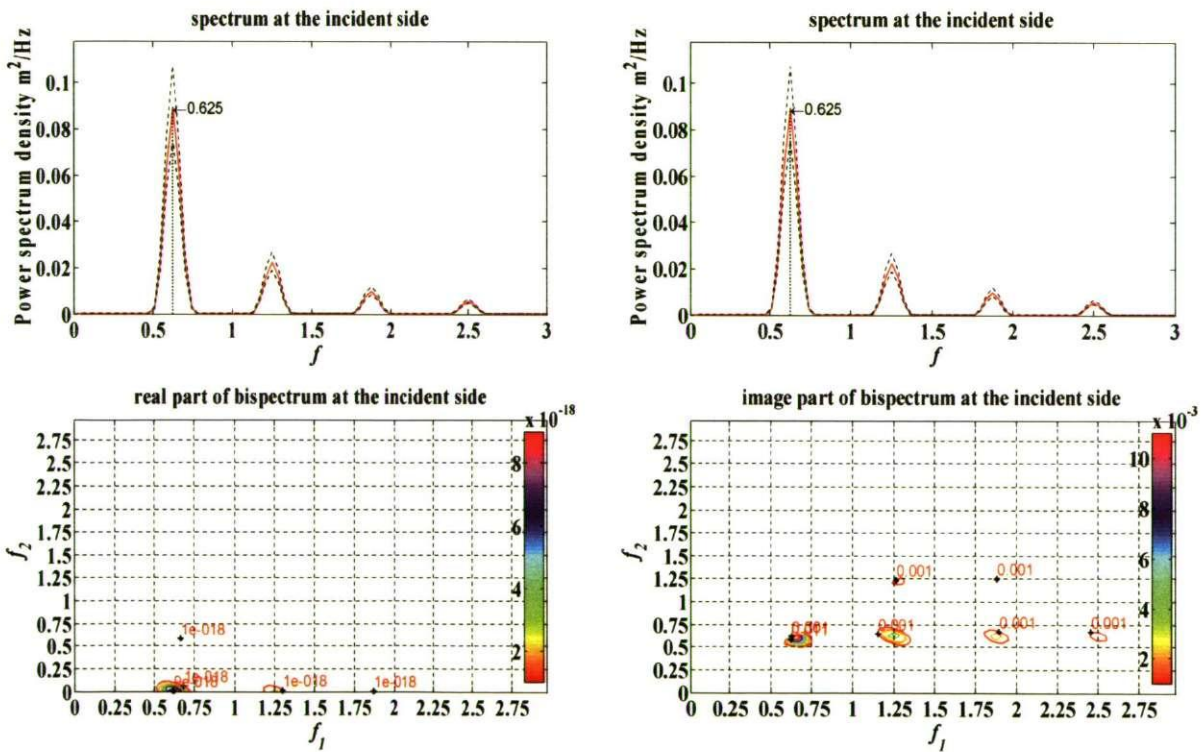 spectrum at the incident side
Power spectrum density m²/Hz
0.1
0.08
0.06
0.04
0.02
0
0.625
0 0.5 1 1.5 2 2.5 3
f
spectrum at the incident side
Power spectrum density m²/Hz
0.1
0.08
0.06
0.04
0.02
0
0.625
0 0.5 1 1.5 2 2.5 3
f
real part of bispectrum at the incident side
x 10-18
8
6
4
2
f2
2.75
2.5
2.25
2
1.75
1.5
1.25
1
0.75
0.5
0.25
0
1e-018
1e-018
1e-018
1e-018
0 0.25 0.5 0.75 1 1.25 1.5 1.75 2 2.25 2.5 2.75
f1
image part of bispectrum at the incident side
x 10-3
10
8
6
4
2
f2
2.75
2.5
2.25
2
1.75
1.5
1.25
1
0.75
0.5
0.25
0
0.001 0.001
0.001 0.001 0.001
0 0.25 0.5 0.75 1 1.25 1.5 1.75 2 2.25 2.5 2.75
f1